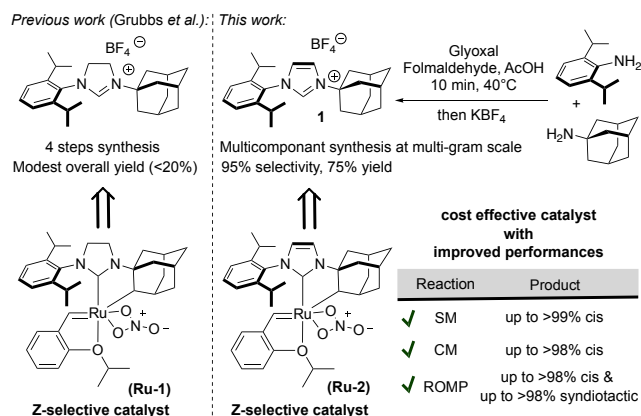 Previous work (Grubbs et al.):
BF4 ⊖
N
⊕
N
4 steps synthesis
Modest overall yield (<20%)
N
N
Ru
O
O
N
+
O−
O
(Ru-1)
Z-selective catalyst
This work:
BF4 ⊖
N
⊕
N
1
Glyoxal
Folmaldehyde, AcOH
10 min, 40°C
then KBF4
NH2
+
H2N
Multicomponant synthesis at multi-gram scale
95% selectivity, 75% yield
N
N
Ru
O
O
N
+
O−
O
(Ru-2)
Z-selective catalyst
cost effective catalyst
with
improved performances
Reaction Product
✓ SM up to >99% cis
✓ CM up to >98% cis
✓ ROMP up to >98% cis &
up to >98% syndiotactic